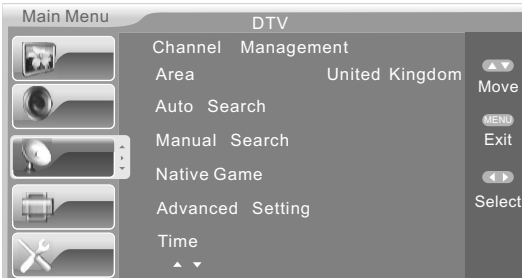 Main Menu
DTV
Channel Management
Area United Kingdom
Auto Search
Manual Search
Native Game
Advanced Setting
Time
Move
MENU
Exit
Select